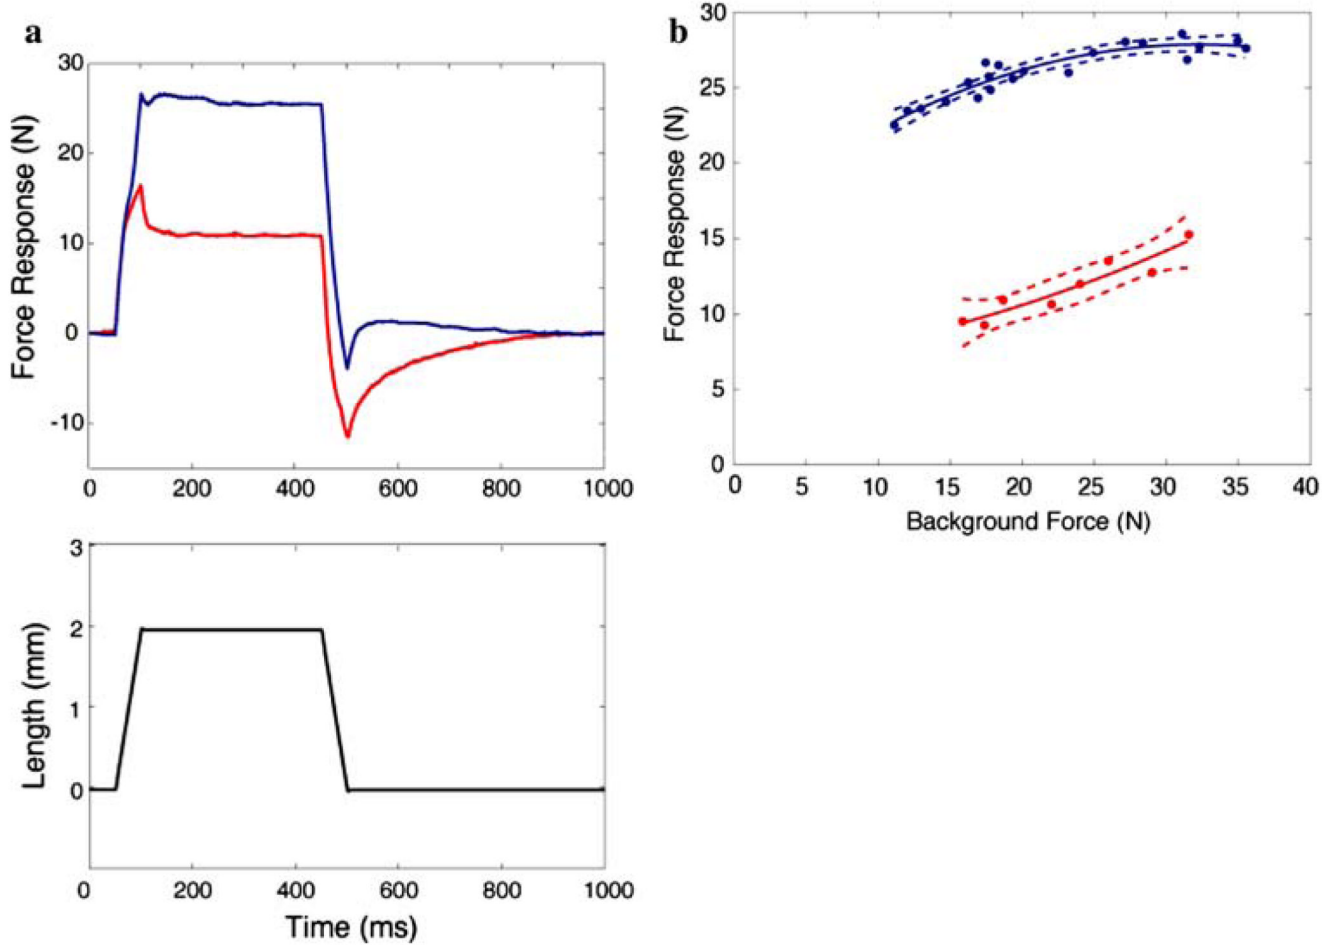 a
30
20
10
0
-10
Force Response (N)
0 200 400 600 800 1000
3
2
1
0
Length (mm)
0 200 400 600 800 1000
Time (ms)
b
30
25
20
15
10
5
0
Force Response (N)
0 5 10 15 20 25 30 35 40
Background Force (N)